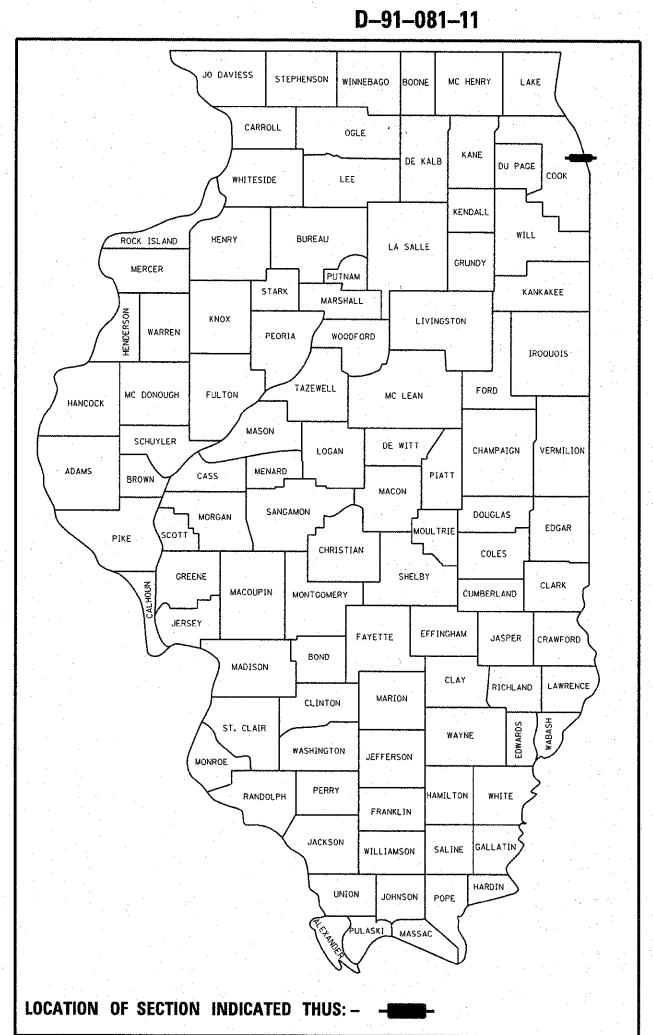 D-91-081-11
JO DAVIESS STEPHENSON WINNEBAGO BOONE MC HENRY LAKE
CARROLL OGLE
DE KALB KANE DU PAGE COOK
WHITESIDE LEE
KENDALL
ROCK ISLAND HENRY BUREAU LA SALLE WILL
MERCER PUTNAM GRUNDY
STARK MARSHALL KANKAKEE
HENDERSON WARREN KNOX PEORIA WOODFORD LIVINGSTON
IROQUOIS
HANCOCK MC DONOUGH FULTON TAZEWELL MC LEAN FORD
SCHUYLER MASON LOGAN DE WITT CHAMPAIGN VERMILION
ADAMS BROWN CASS MENARD PIATT
MACON
MORGAN SANGAMON DOUGLAS
PIKE SCOTT MOULTRIE EDGAR
CHRISTIAN COLES
CALHOUN GREENE MACOUPIN MONTGOMERY SHELBY CUMBERLAND CLARK
JERSEY FAYETTE EFFINGHAM JASPER CRAWFORD
MADISON BOND
CLAY RICHLAND LAWRENCE
CLINTON MARION
ST. CLAIR WAYNE EDWARDS WABASH
WASHINGTON JEFFERSON
MONROE
RANDOLPH PERRY HAMILTON WHITE
FRANKLIN
JACKSON WILLIAMSON SALINE GALLATIN
UNION JOHNSON POPE HARDIN
ALEXANDER PULASKI MASSAC
LOCATION OF SECTION INDICATED THUS: -